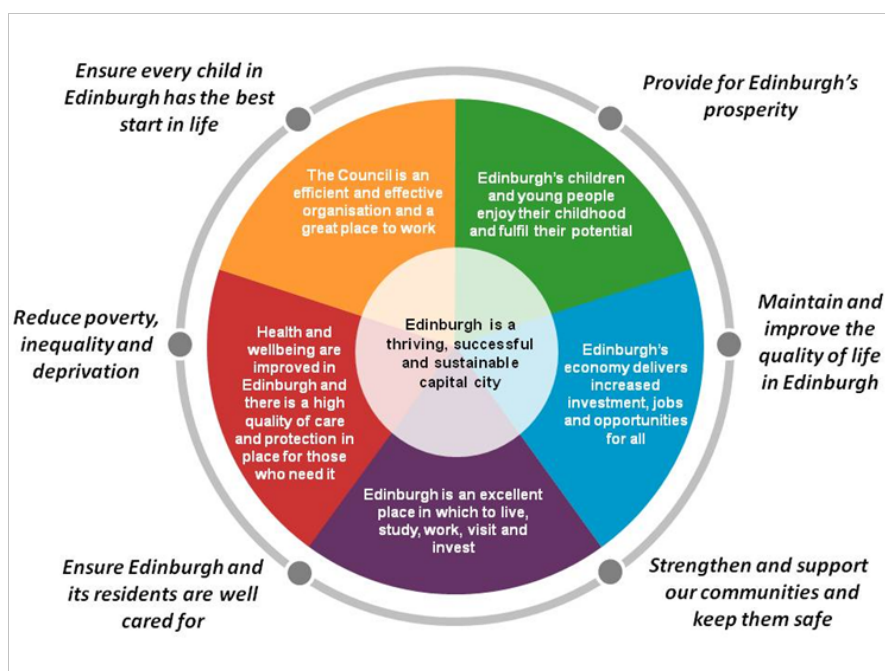 Ensure every child in
Edinburgh has the best
start in life
Provide for Edinburgh's
prosperity
The Council is an
efficient and effective
organisation and a
great place to work
Edinburgh's children
and young people
enjoy their childhood
and fulfil their potential
Reduce poverty,
inequality and
deprivation
Health and
wellbeing are
improved in
Edinburgh and
there is a high
quality of care
and protection in
place for those
who need it
Edinburgh is a
thriving, successful
and sustainable
capital city
Edinburgh's
economy delivers
increased
investment, jobs
and opportunities
for all
Maintain and
improve the
quality of life
in Edinburgh
Edinburgh is an excellent
place in which to live,
study, work, visit and
invest
Ensure Edinburgh and
its residents are well
cared for
Strengthen and support
our communities and
keep them safe